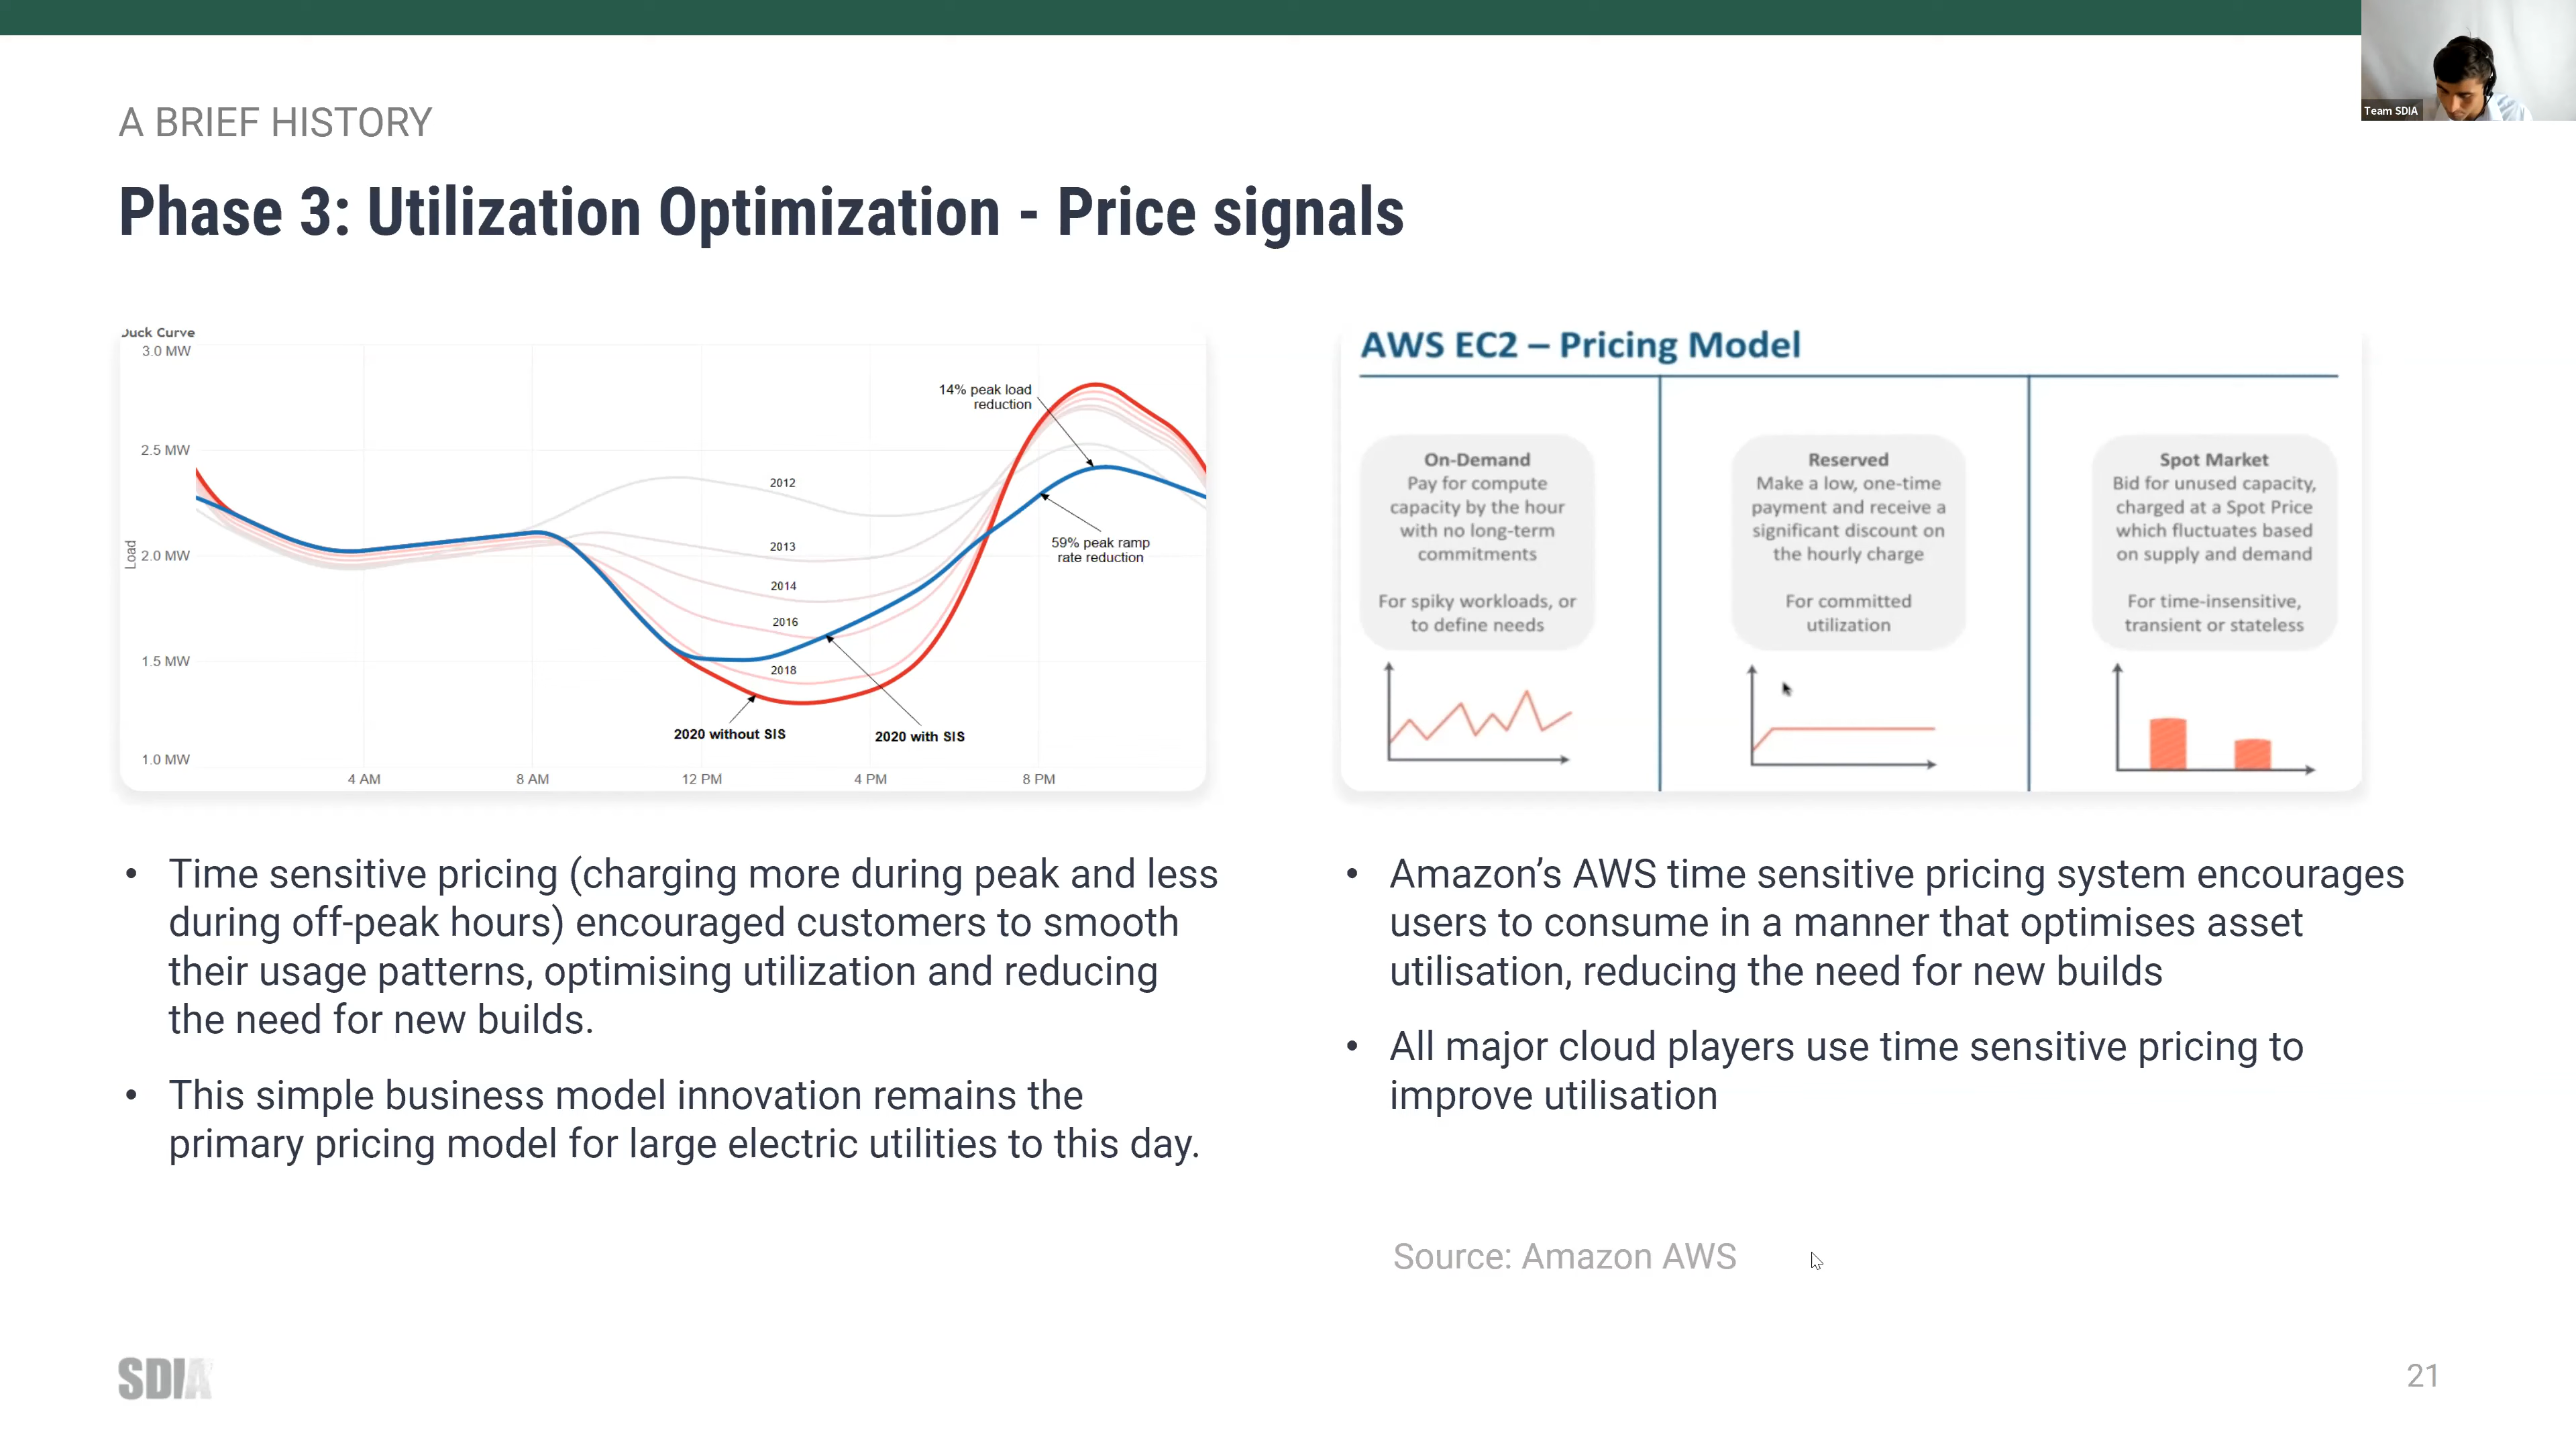 Team SDIA
A BRIEF HISTORY
Phase 3: Utilization Optimization - Price signals
Duck Curve
3.0 MW
2.5 MW
2.0 MW
1.5 MW
1.0 MW
Load
4 AM
8 AM
12 PM
4 PM
8 PM
2012
2013
2014
2016
2018
14% peak load
reduction
59% peak ramp
rate reduction
2020 without SIS
2020 with SIS
AWS EC2 – Pricing Model
On-Demand
Pay for compute
capacity by the hour
with no long-term
commitments
For spiky workloads, or
to define needs
Reserved
Make a low, one-time
payment and receive a
significant discount on
the hourly charge
For committed
utilization
Spot Market
Bid for unused capacity,
charged at a Spot Price
which fluctuates based
on supply and demand
For time-insensitive,
transient or stateless
• Time sensitive pricing (charging more during peak and less
during off-peak hours) encouraged customers to smooth
their usage patterns, optimising utilization and reducing
the need for new builds.
• This simple business model innovation remains the
primary pricing model for large electric utilities to this day.
• Amazon’s AWS time sensitive pricing system encourages
users to consume in a manner that optimises asset
utilisation, reducing the need for new builds
• All major cloud players use time sensitive pricing to
improve utilisation
Source: Amazon AWS
SDIA
21